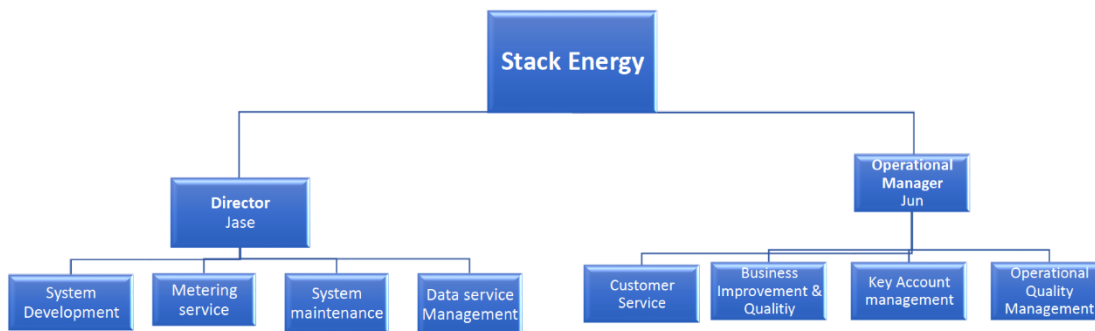 Stack Energy
Director
Jase
Operational
Manager
Jun
System
Development
Metering
service
System
maintenance
Data service
Management
Customer
Service
Business
Improvement &
Qualitiy
Key Account
management
Operational
Quality
Management